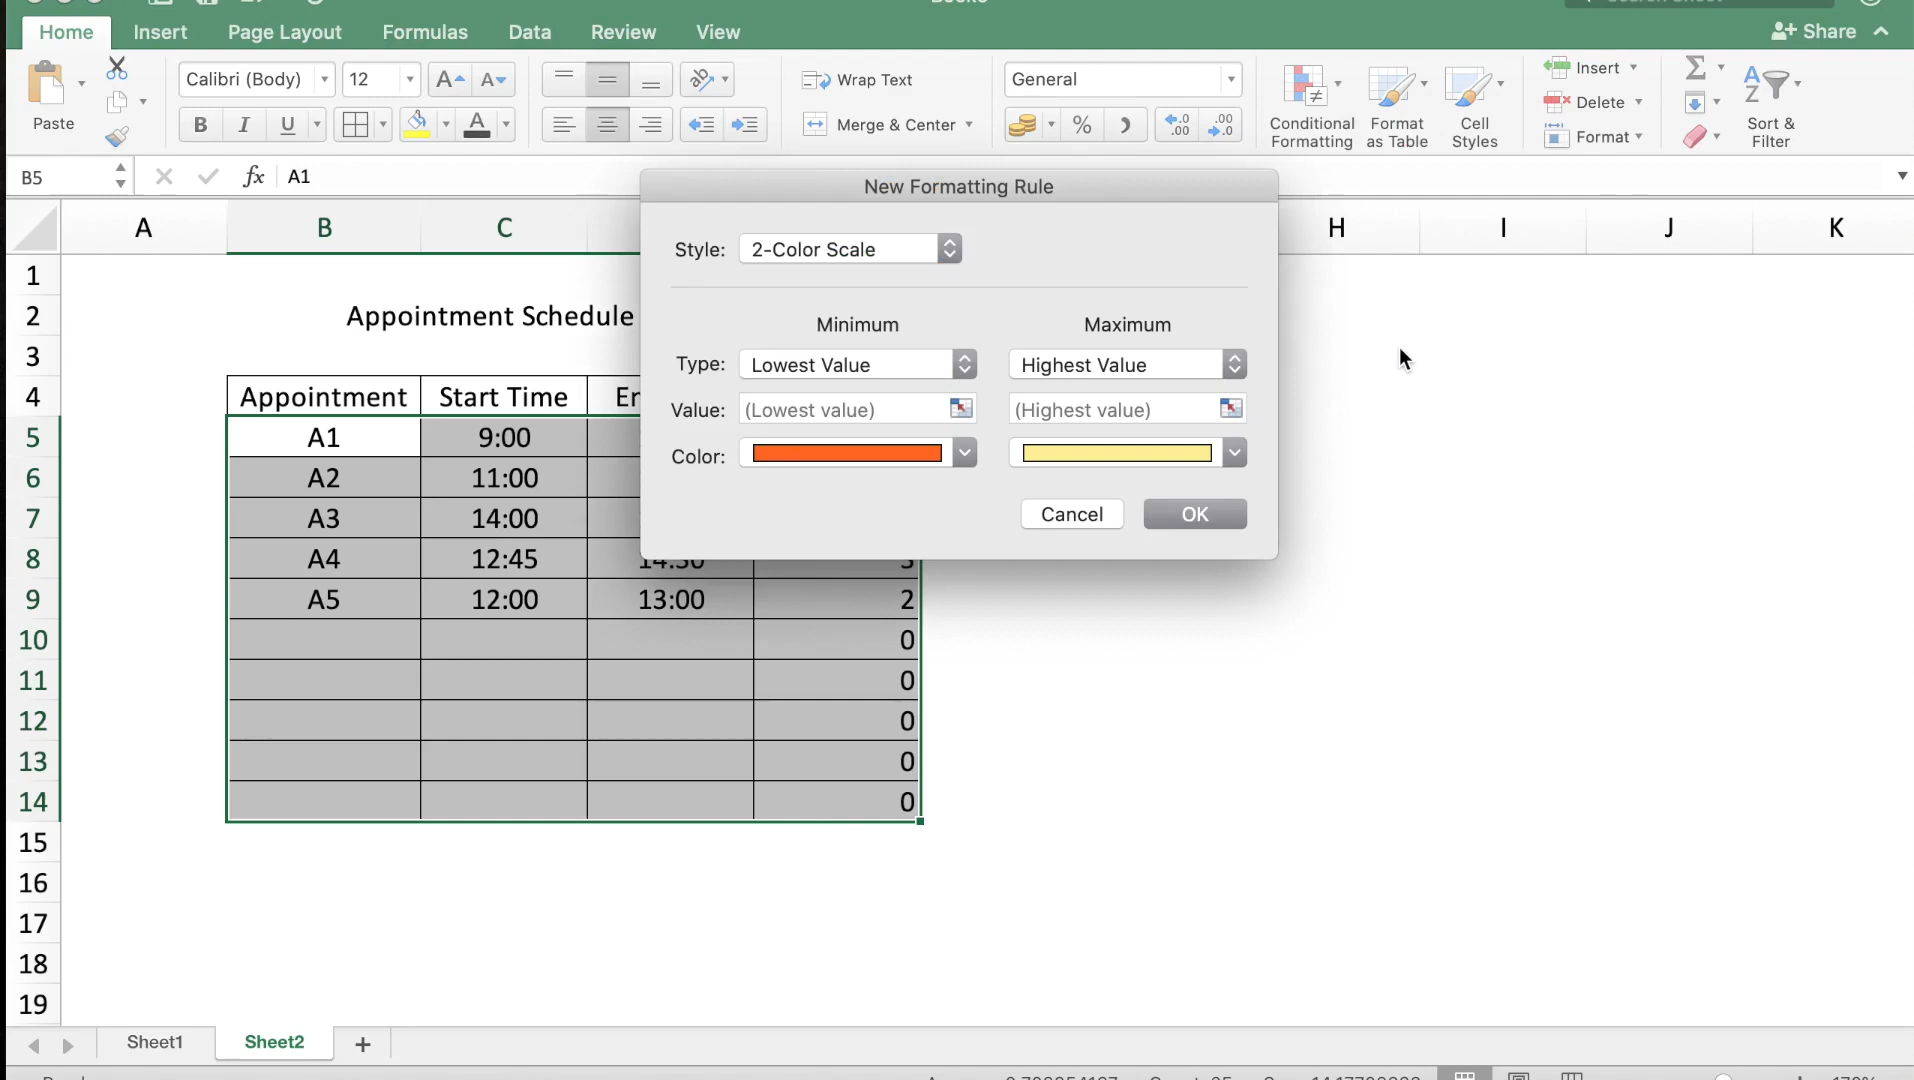 Home Insert Page Layout Formulas Data Review View Share
Calibri (Body) 12 Wrap Text General Insert
Delete
Paste B I U Merge & Center % Conditional Formatting Format as Table Cell Styles Format Sort & Filter
B5 fx A1
New Formatting Rule
Style: 2-Color Scale
Minimum Maximum
Type: Lowest Value Highest Value
Value: (Lowest value) (Highest value)
Color:
Cancel OK
A B C H I J K
1
2 Appointment Schedule
3
4 Appointment Start Time
5 A1 9:00
6 A2 11:00
7 A3 14:00
8 A4 12:45 14:30
9 A5 12:00 13:00 2
10 0
11 0
12 0
13 0
14 0
15
16
17
18
19
Sheet1 Sheet2 +